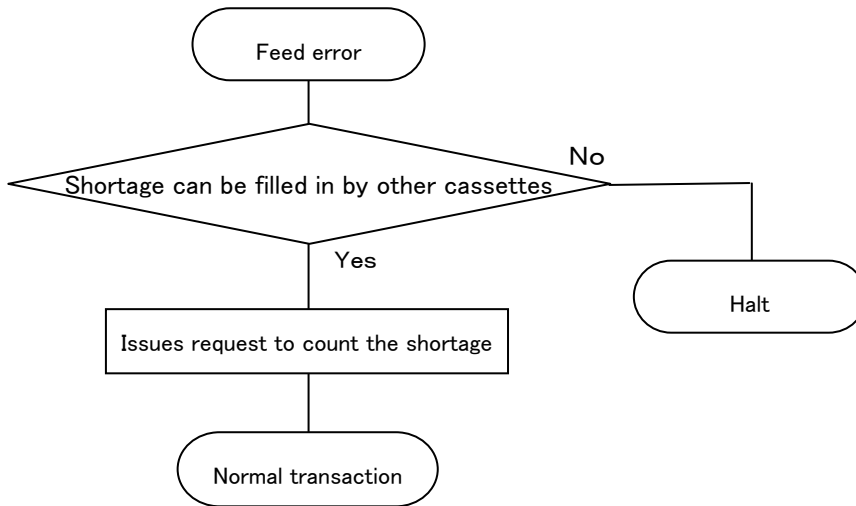 Feed error
No
Shortage can be filled in by other cassettes
Yes
Halt
Issues request to count the shortage
Normal transaction